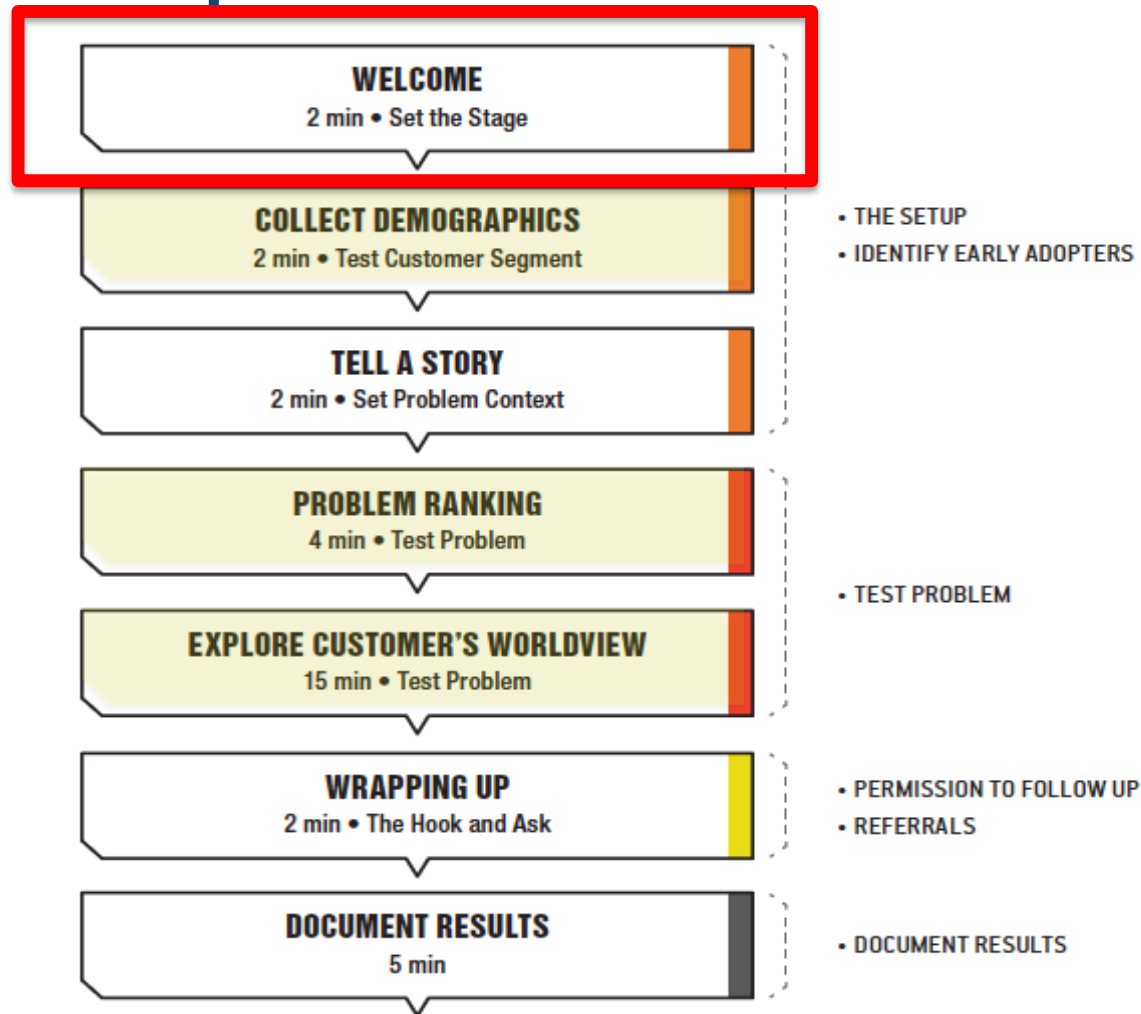 WELCOME
2 min • Set the Stage
COLLECT DEMOGRAPHICS
2 min • Test Customer Segment
TELL A STORY
2 min • Set Problem Context
• THE SETUP
• IDENTIFY EARLY ADOPTERS
PROBLEM RANKING
4 min • Test Problem
EXPLORE CUSTOMER'S WORLDVIEW
15 min • Test Problem
• TEST PROBLEM
WRAPPING UP
2 min • The Hook and Ask
• PERMISSION TO FOLLOW UP
• REFERRALS
DOCUMENT RESULTS
5 min
• DOCUMENT RESULTS